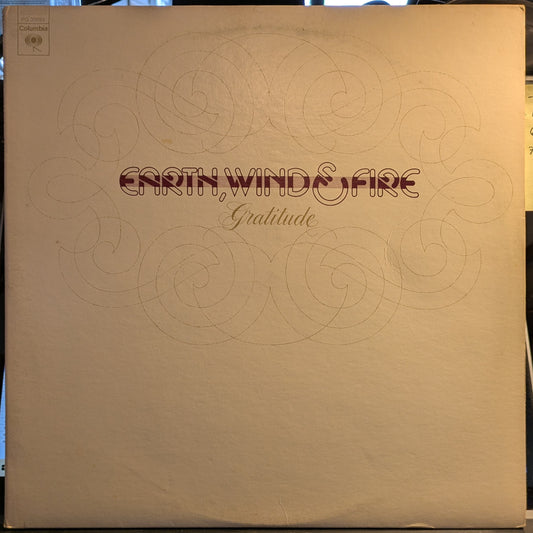 Columbia
EARTH, WIND & FIRE
Gratitude